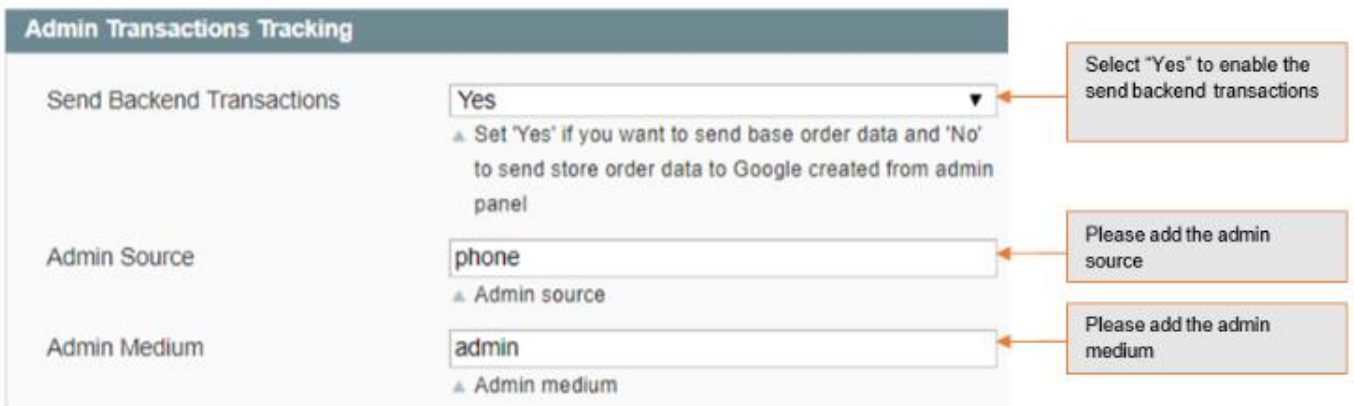 Admin Transactions Tracking
Send Backend Transactions
Yes
Select "Yes" to enable the
send backend transactions
Set 'Yes' if you want to send base order data and 'No'
to send store order data to Google created from admin
panel
Admin Source
phone
Please add the admin
source
Admin source
Admin Medium
admin
Please add the admin
medium
Admin medium